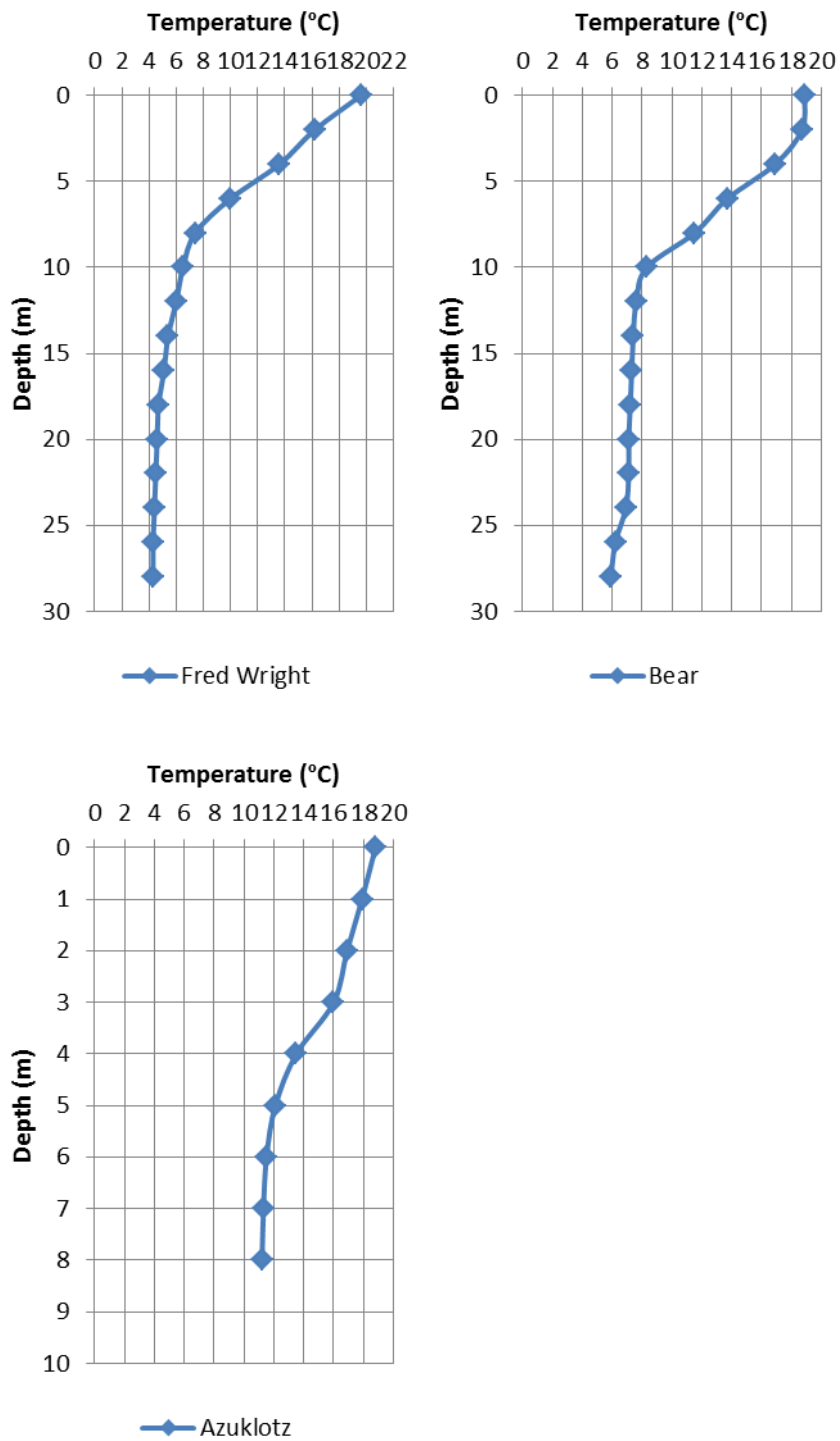 Temperature (°C)
0 2 4 6 8 10 12 14 16 18 20 22
0
5
10
15
20
25
30
Depth (m)
Fred Wright
Temperature (°C)
0 2 4 6 8 10 12 14 16 18 20
0
5
10
15
20
25
30
Depth (m)
Bear
Temperature (°C)
0 2 4 6 8 10 12 14 16 18 20
0
1
2
3
4
5
6
7
8
9
10
Depth (m)
Azuklotz